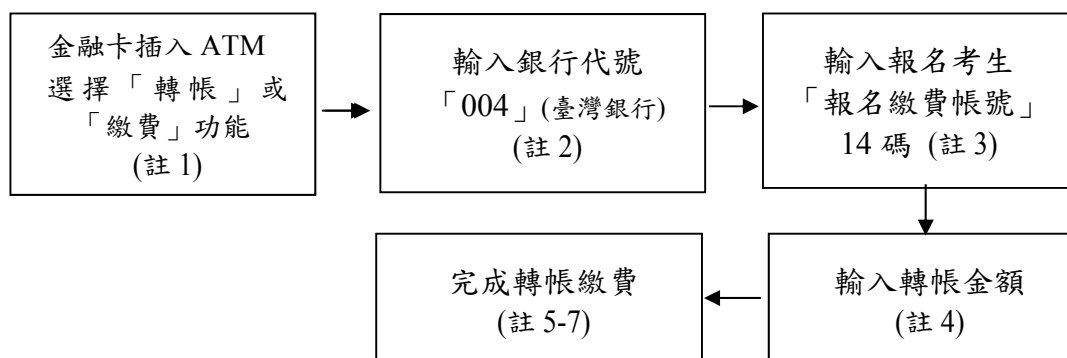 金融卡插入 ATM
選擇「轉帳」或
「繳費」功能
(註 1)
輸入銀行代號
「004」(臺灣銀行)
(註 2)
輸入報名考生
「報名繳費帳號」
14 碼 (註 3)
輸入轉帳金額
(註 4)
完成轉帳繳費
(註 5-7)